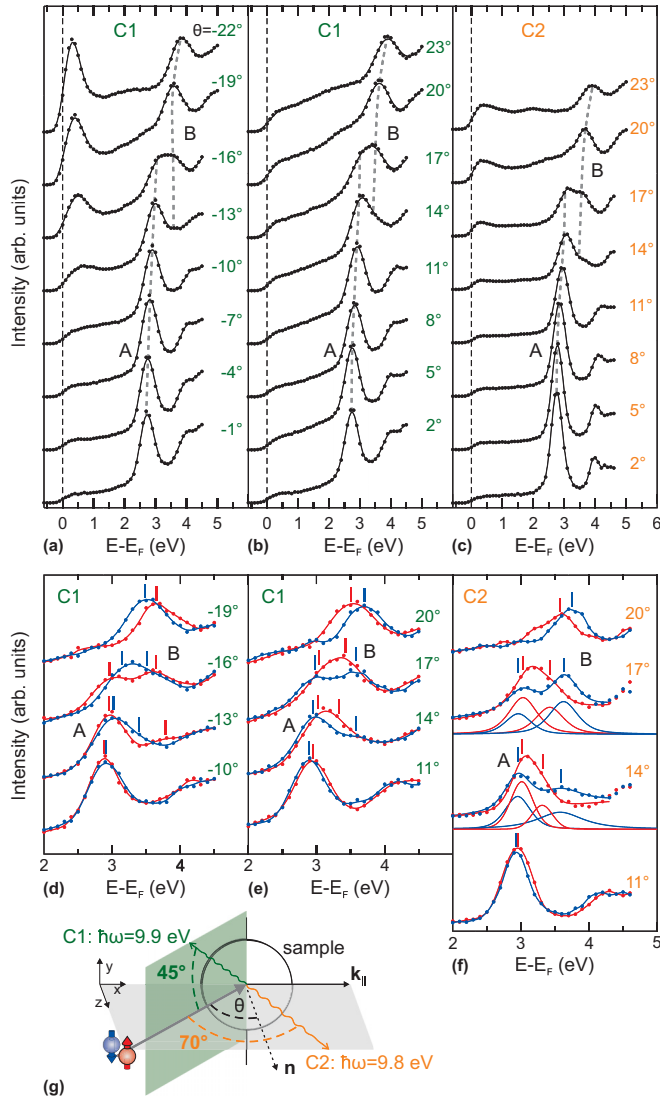 C1
θ=-22°
-19°
-16°
-13°
-10°
-7°
-4°
-1°
A
B
Intensity (arb. units)
0 1 2 3 4 5
(a)
E-E_F (eV)
C1
23°
20°
17°
14°
11°
8°
5°
2°
A
B
0 1 2 3 4 5
(b)
E-E_F (eV)
C2
23°
20°
17°
14°
11°
8°
5°
2°
A
B
0 1 2 3 4 5 6
(c)
E-E_F (eV)
C1
-19°
-16°
-13°
-10°
B
A
Intensity (arb. units)
2 3 4
(d)
E-E_F (eV)
C1
20°
17°
14°
11°
B
A
2 3 4
(e)
E-E_F (eV)
C2
20°
17°
14°
11°
B
A
2 3 4 5
(f)
E-E_F (eV)
C1: ħω=9.9 eV
sample
y
x
z
45°
θ
k||
70°
n
C2: ħω=9.8 eV
(g)